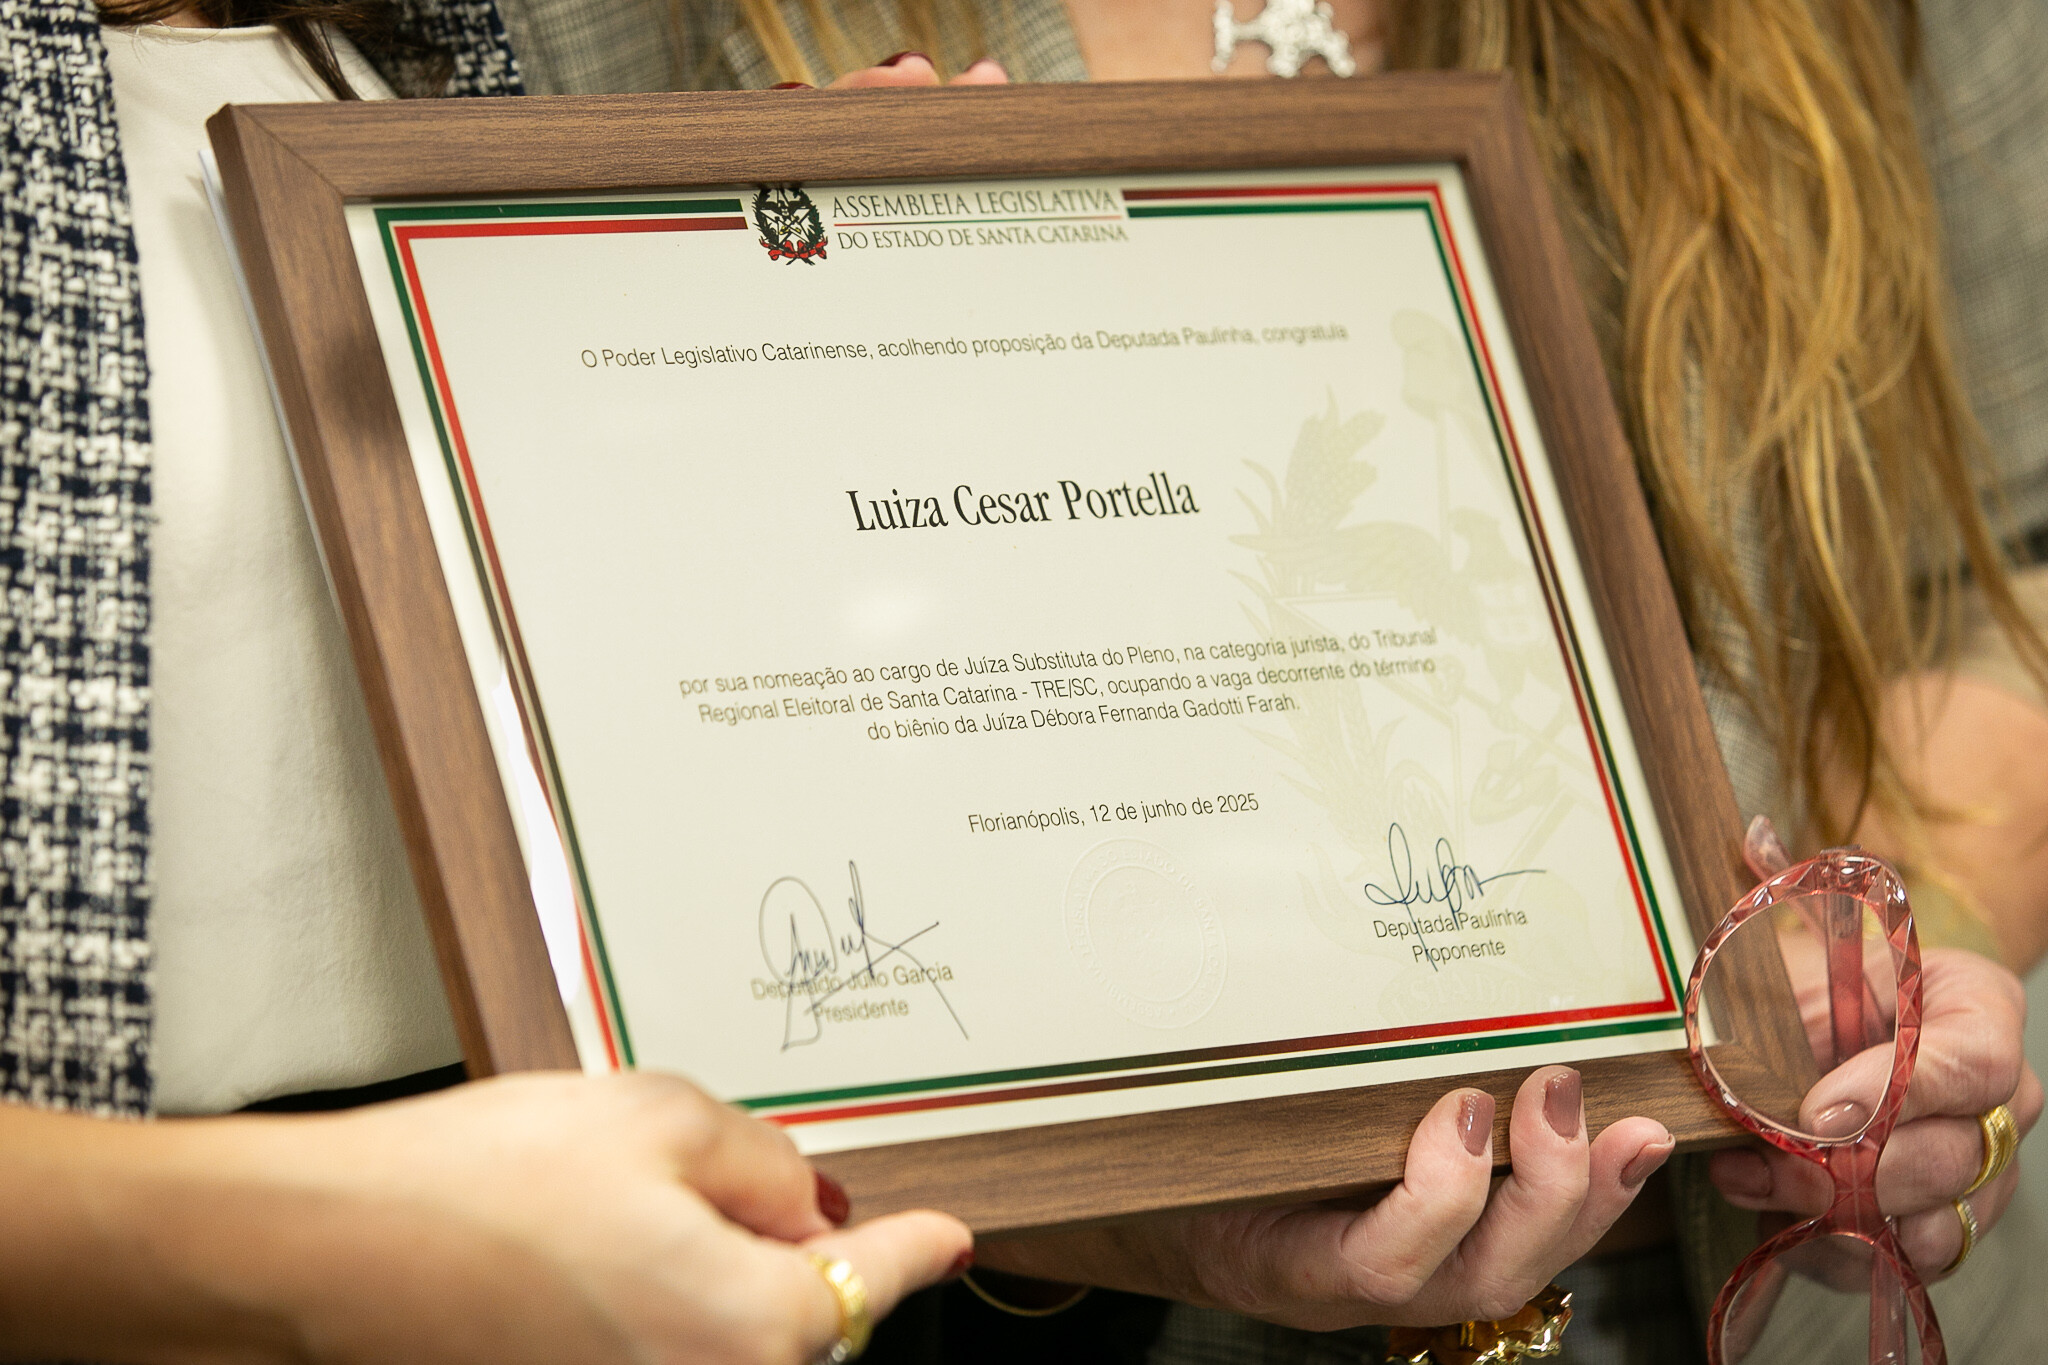 ASSEMBLEIA LEGISLATIVA
DO ESTADO DE SANTA CATARINA
O Poder Legislativo Catarinense, acolhendo proposição da Deputada Paulinha, congratula
Luiza Cesar Portella
por sua nomeação ao cargo de Juíza Substituta do Pleno, na categoria jurista, do Tribunal
Regional Eleitoral de Santa Catarina - TRE/SC, ocupando a vaga decorrente do término
do biênio da Juíza Débora Fernanda Gadotti Farah.
Florianópolis, 12 de junho de 2025
Deputado Julio Garcia
Presidente
Deputada Paulinha
Proponente